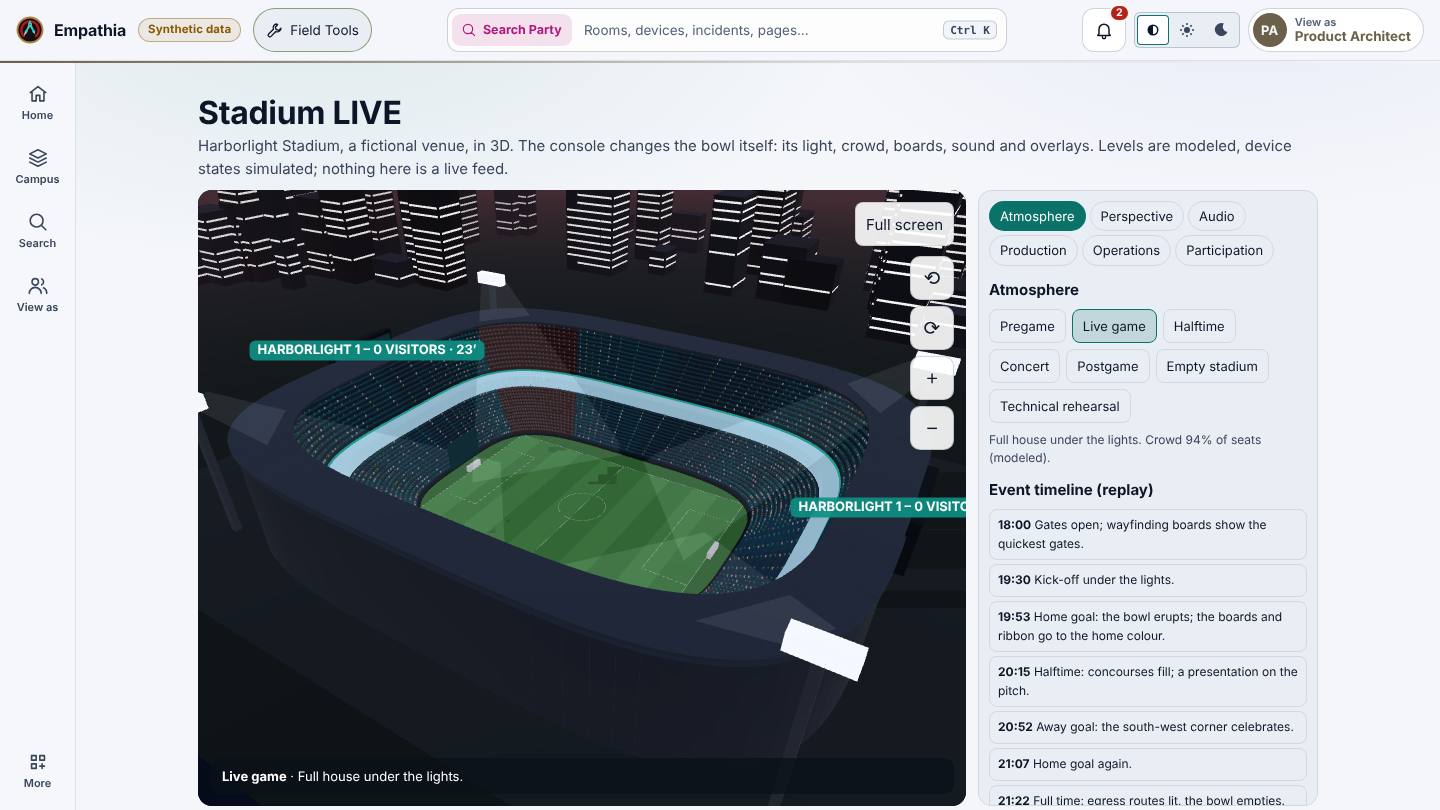 Empathia
Synthetic data
Field Tools
Search Party
Rooms, devices, incidents, pages...
Ctrl K
2
PA
View as
Product Architect
Home
Campus
Search
View as
More
Stadium LIVE
Harborlight Stadium, a fictional venue, in 3D. The console changes the bowl itself: its light, crowd, boards, sound and overlays. Levels are modeled, device
states simulated; nothing here is a live feed.
Full screen
HARBORLIGHT 1 – 0 VISITORS · 23′
HARBORLIGHT 1 – 0 VISITO
Live game · Full house under the lights.
Atmosphere
Perspective
Audio
Production
Operations
Participation
Atmosphere
Pregame
Live game
Halftime
Concert
Postgame
Empty stadium
Technical rehearsal
Full house under the lights. Crowd 94% of seats
(modeled).
Event timeline (replay)
18:00 Gates open; wayfinding boards show the
quickest gates.
19:30 Kick-off under the lights.
19:53 Home goal: the bowl erupts; the boards and
ribbon go to the home colour.
20:15 Halftime: concourses fill; a presentation on the
pitch.
20:52 Away goal: the south-west corner celebrates.
21:07 Home goal again.
21:22 Full time: egress routes lit, the bowl empties.